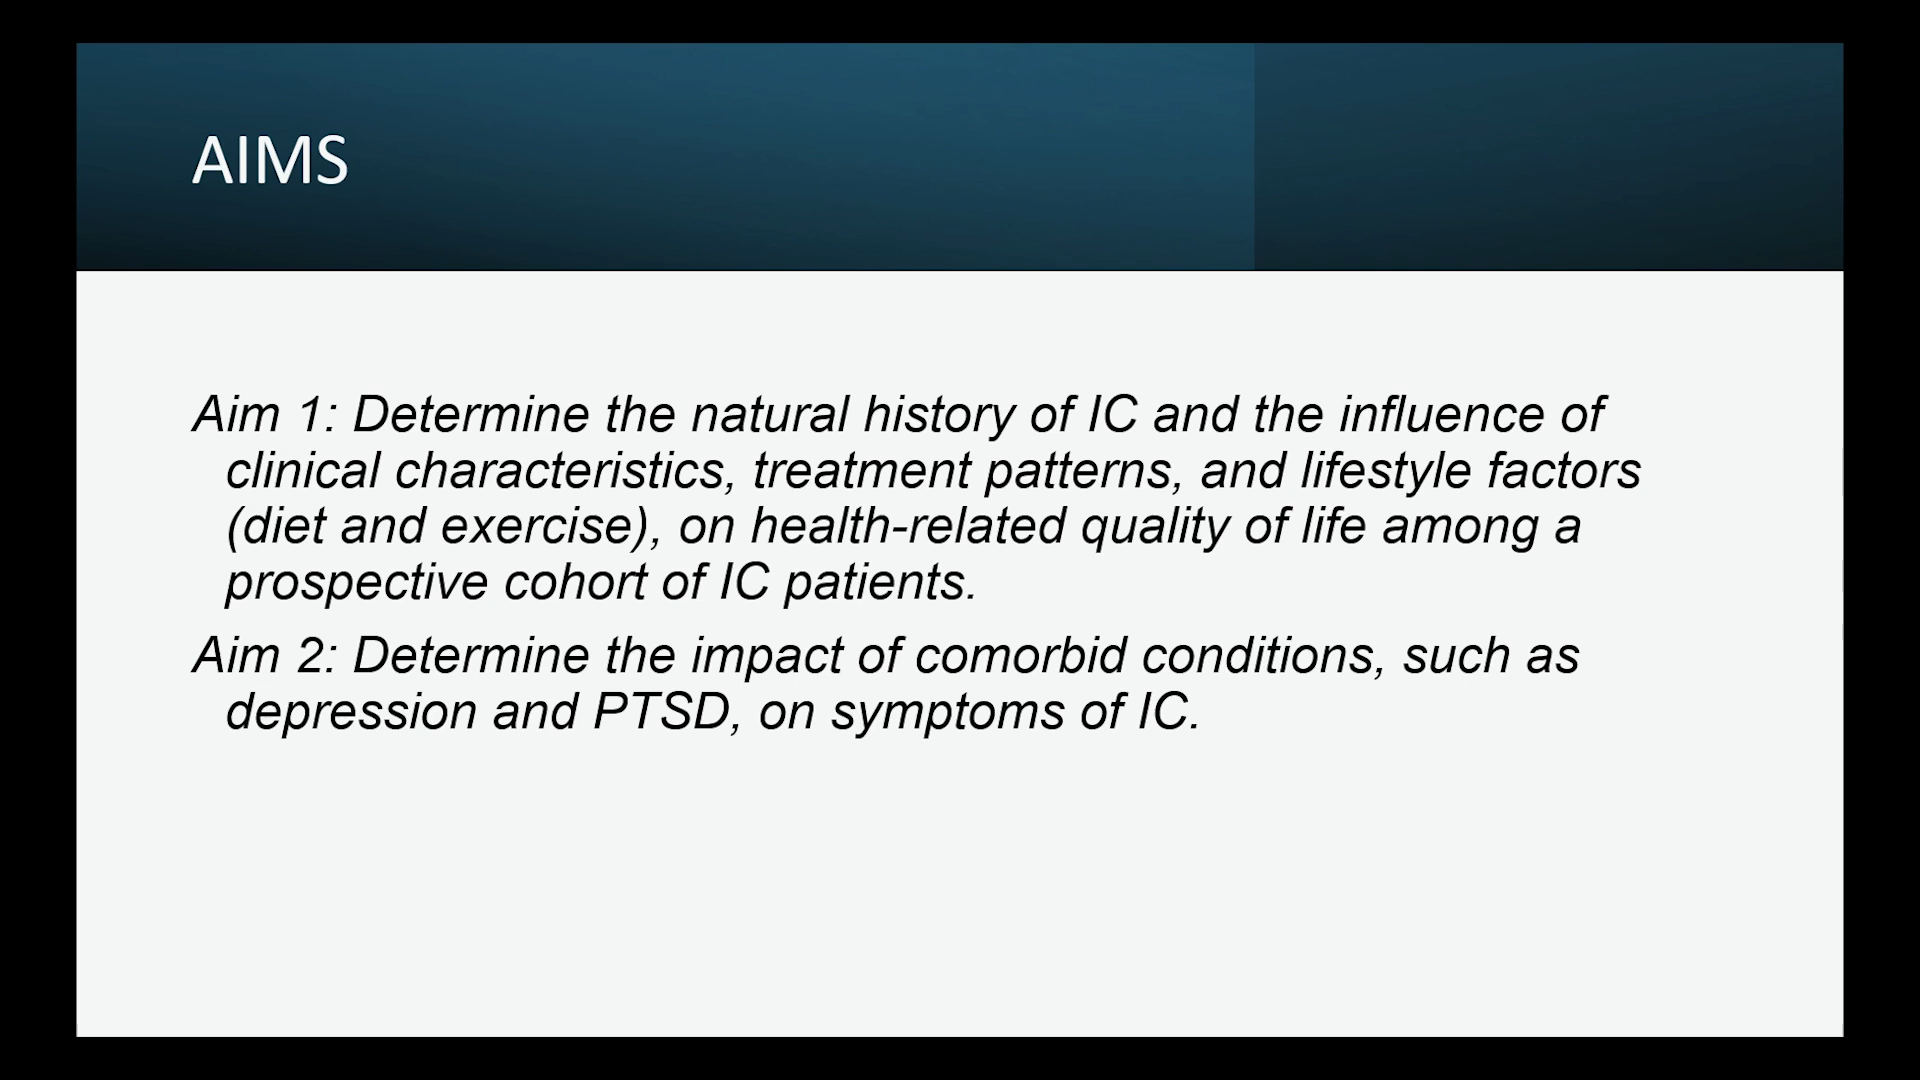 AIMS
Aim 1: Determine the natural history of IC and the influence of
clinical characteristics, treatment patterns, and lifestyle factors
(diet and exercise), on health-related quality of life among a
prospective cohort of IC patients.
Aim 2: Determine the impact of comorbid conditions, such as
depression and PTSD, on symptoms of IC.